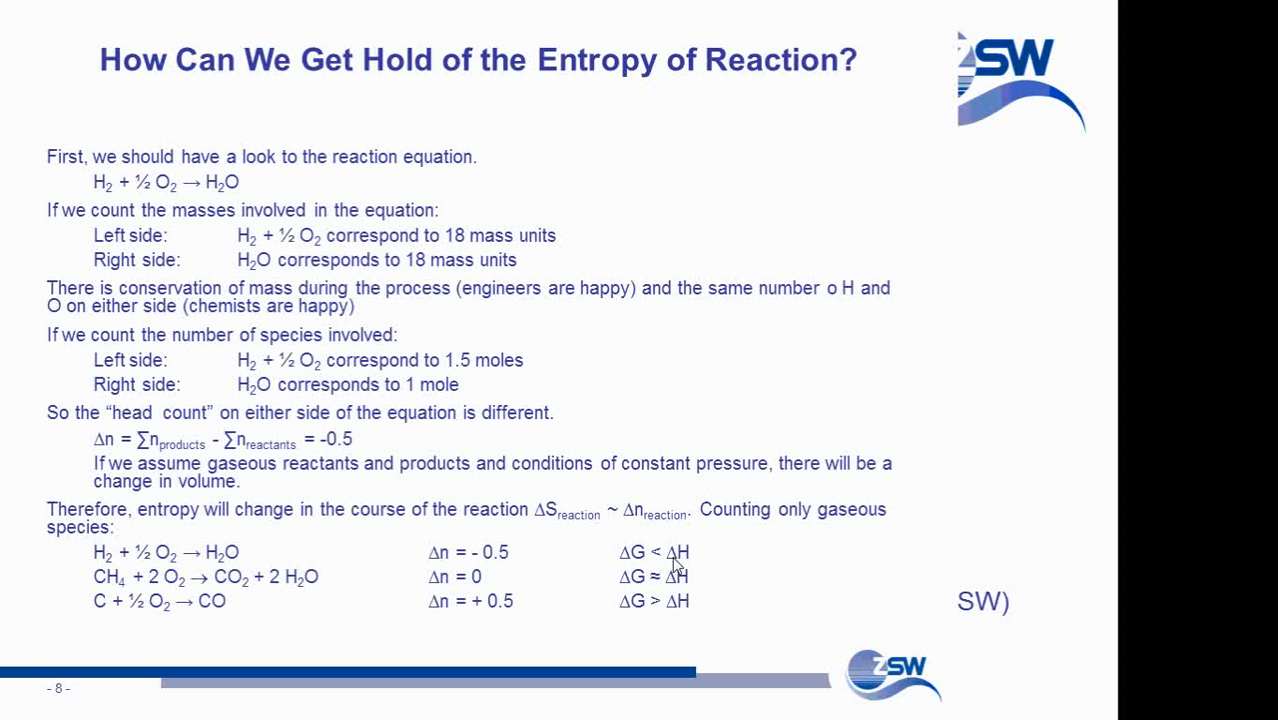 How Can We Get Hold of the Entropy of Reaction?
ZSW
First, we should have a look to the reaction equation.
H₂ + ½ O₂ → H₂O
If we count the masses involved in the equation:
Left side: H₂ + ½ O₂ correspond to 18 mass units
Right side: H₂O corresponds to 18 mass units
There is conservation of mass during the process (engineers are happy) and the same number o H and
O on either side (chemists are happy)
If we count the number of species involved:
Left side: H₂ + ½ O₂ correspond to 1.5 moles
Right side: H₂O corresponds to 1 mole
So the “head count” on either side of the equation is different.
Δn = ∑nproducts - ∑nreactants = -0.5
If we assume gaseous reactants and products and conditions of constant pressure, there will be a
change in volume.
Therefore, entropy will change in the course of the reaction ΔSreaction ~ Δnreaction. Counting only gaseous
species:
H₂ + ½ O₂ → H₂O Δn = - 0.5 ΔG < ΔH
CH₄ + 2 O₂ → CO₂ + 2 H₂O Δn = 0 ΔG ≈ ΔH
C + ½ O₂ → CO Δn = + 0.5 ΔG > ΔH
SW)
ZSW
- 8 -